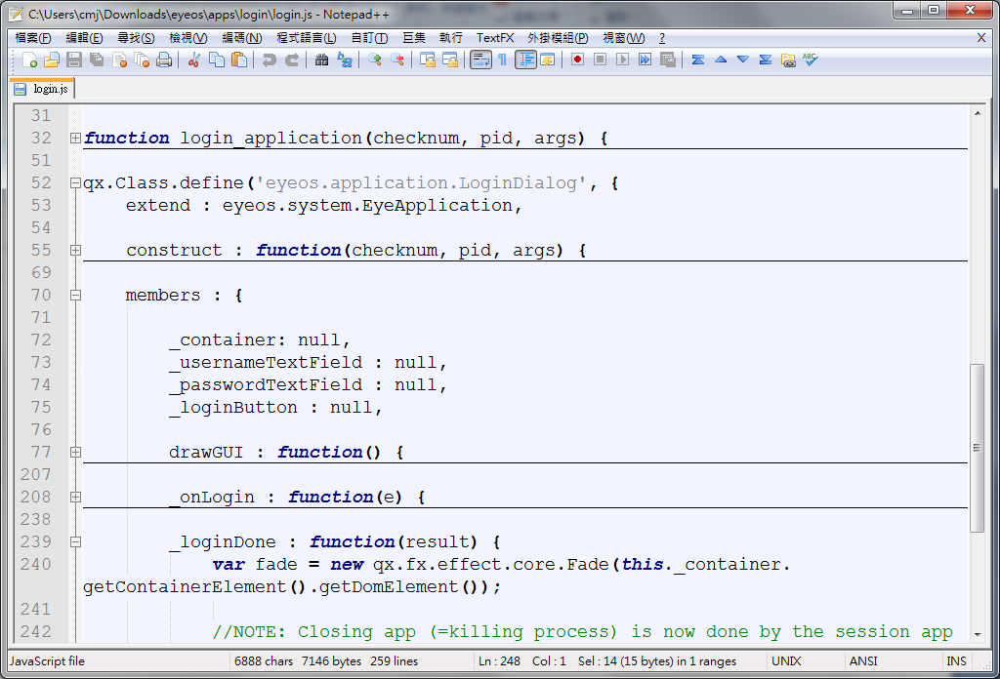 C:\Users\cmj\Downloads\eyeos\apps\login\login.js - Notepad++
檔案(F) 編輯(E) 尋找(S) 檢視(V) 編碼(N) 程式語言(L) 自訂(T) 巨集 執行 TextFX 外掛模組(P) 視窗(W) ? X
login.js
31
32 function login_application(checknum, pid, args) {
51
52 qx.Class.define('eyeos.application.LoginDialog', {
53 extend : eyeos.system.EyeApplication,
54
55 construct : function(checknum, pid, args) {
69
70 members : {
71
72 _container: null,
73 _usernameTextField : null,
74 _passwordTextField : null,
75 _loginButton : null,
76
77 drawGUI : function() {
207
208 _onLogin : function(e) {
238
239 _loginDone : function(result) {
240 var fade = new qx.fx.effect.core.Fade(this._container.
getContainerElement().getDomElement());
241
242 //NOTE: Closing app (=killing process) is now done by the session app
JavaScript file 6888 chars 7146 bytes 259 lines Ln : 248 Col : 1 Sel : 14 (15 bytes) in 1 ranges UNIX ANSI INS